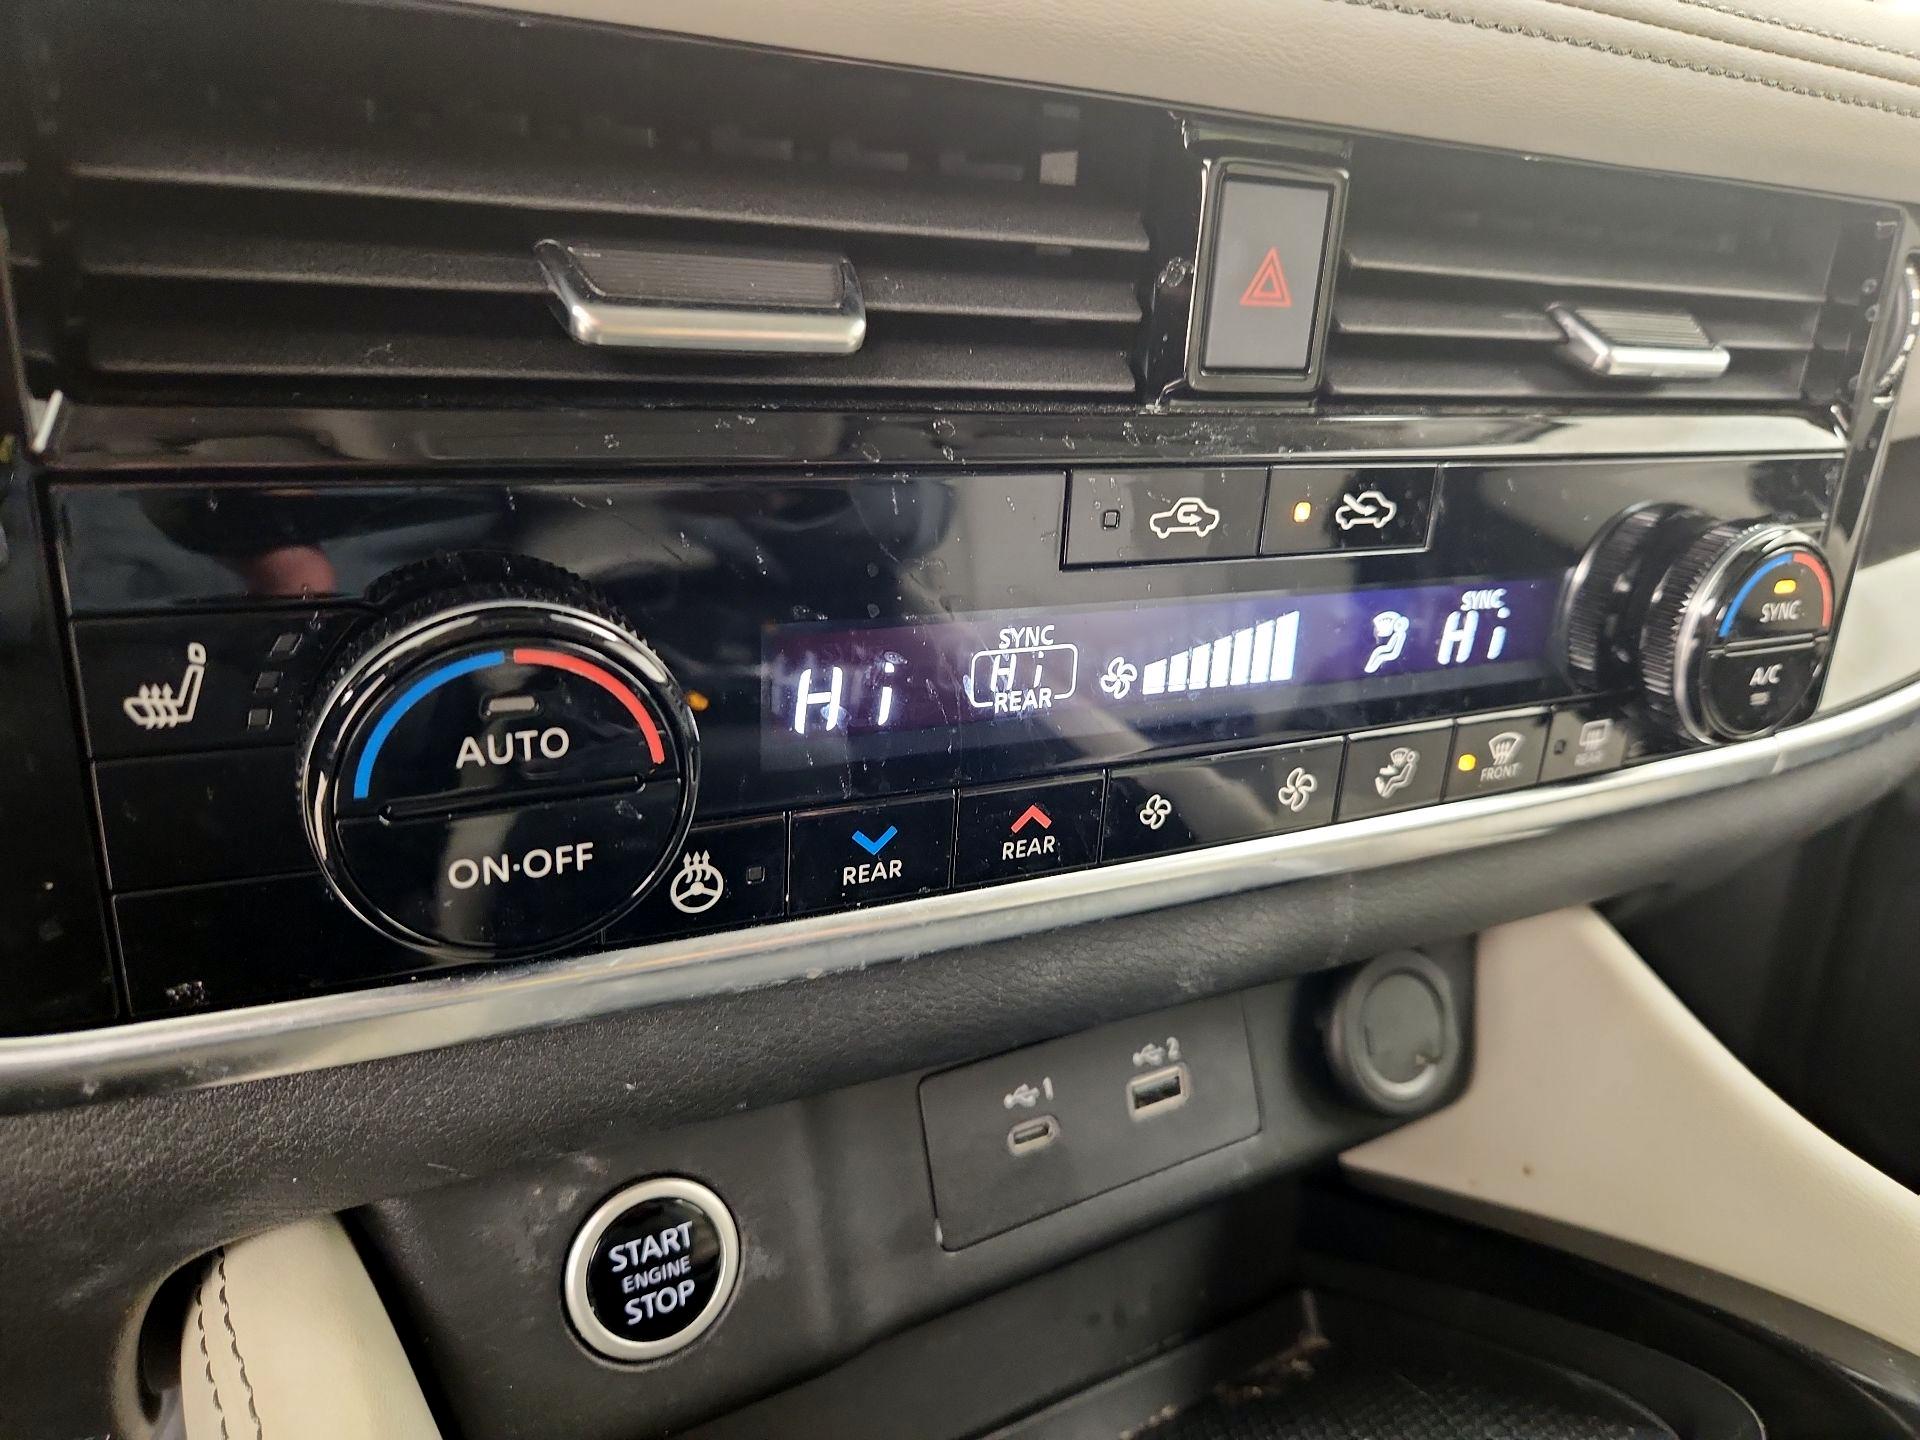 SYNC
SYNC
Hi
Hi
REAR
Hi
SYNC
A/C
AUTO
ON·OFF
REAR
REAR
FRONT
REAR
1
2
START
ENGINE
STOP